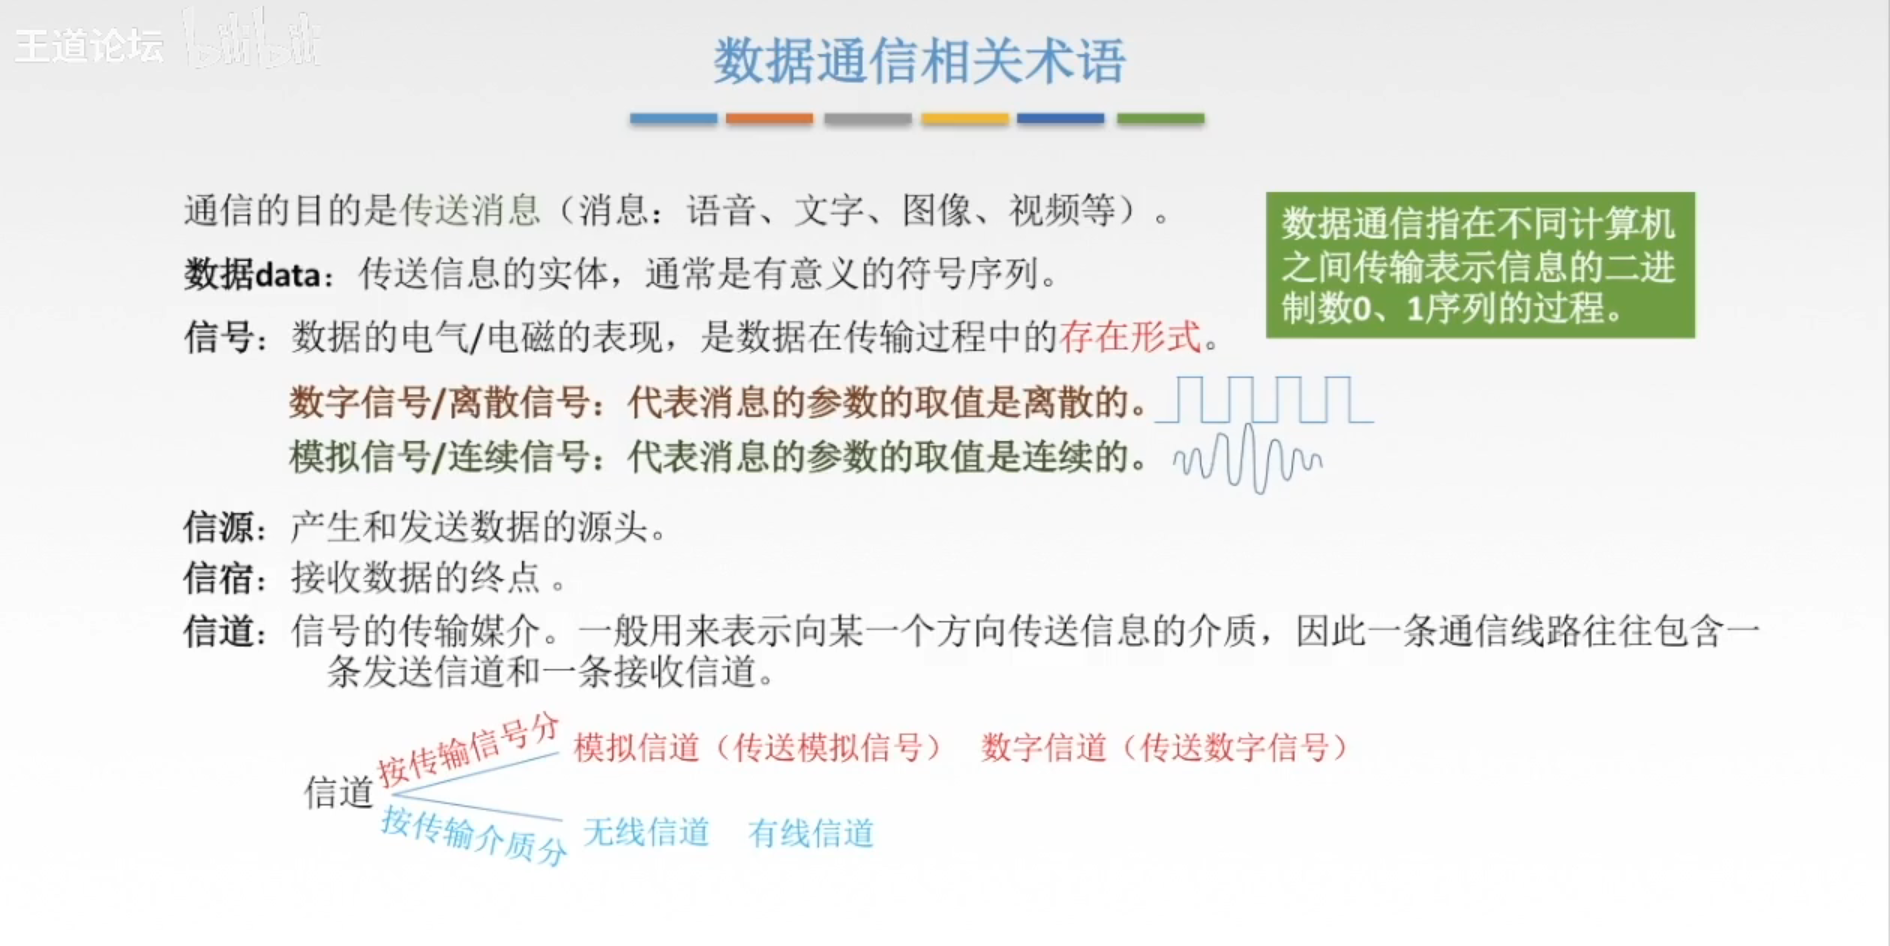 王道论坛 bilibili
数据通信相关术语
通信的目的是传送消息（消息：语音、文字、图像、视频等）。
数据data：传送信息的实体，通常是有意义的符号序列。
信号：数据的电气/电磁的表现，是数据在传输过程中的存在形式。
数据通信指在不同计算机
之间传输表示信息的二进
制数0、1序列的过程。
数字信号/离散信号：代表消息的参数的取值是离散的。
模拟信号/连续信号：代表消息的参数的取值是连续的。
信源：产生和发送数据的源头。
信宿：接收数据的终点 。
信道：信号的传输媒介。一般用来表示向某一个方向传送信息的介质，因此一条通信线路往往包含一
条发送信道和一条接收信道。
信道
按传输信号分
模拟信道（传送模拟信号） 数字信道（传送数字信号）
按传输介质分
无线信道 有线信道